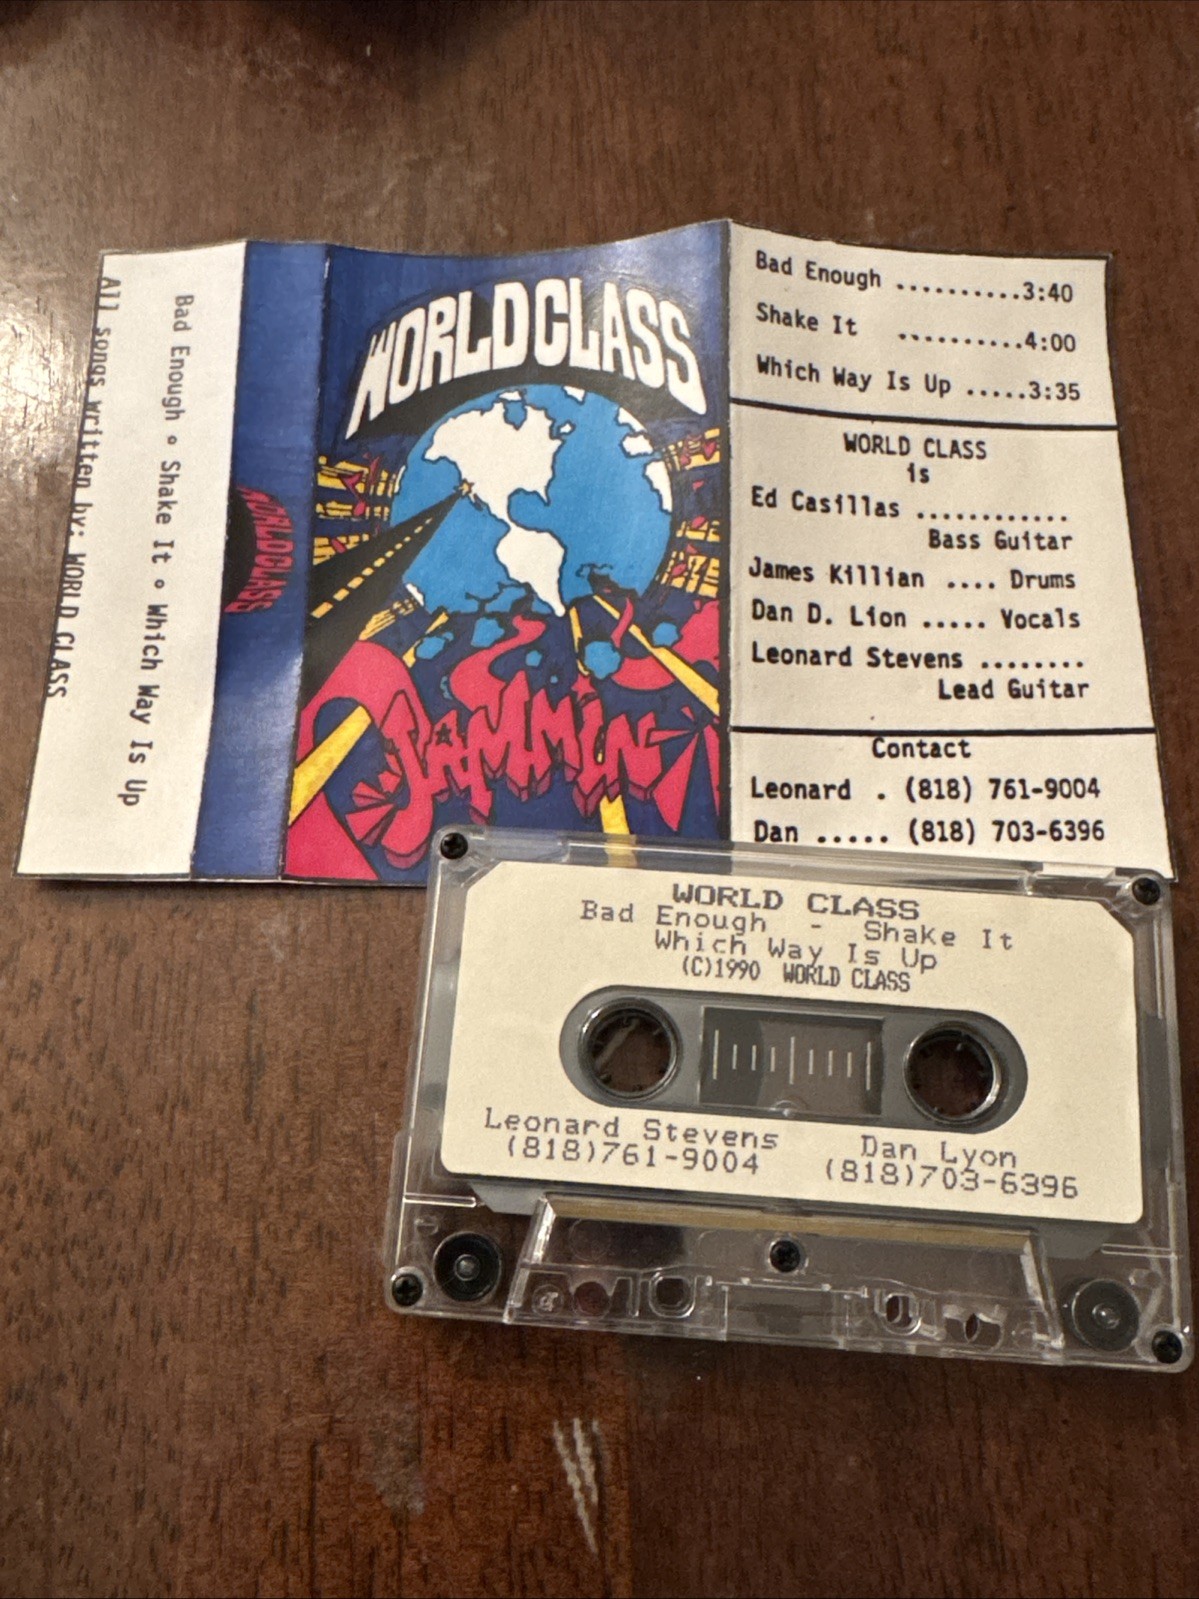 All songs written by: WORLD CLASS
Bad Enough ∘ Shake It ∘ Which Way Is Up
WORLD CLASS
WORLD CLASS
JAMMIN
Bad Enough ..........3:40
Shake It ..........4:00
Which Way Is Up .....3:35
WORLD CLASS
is
Ed Casillas ............
Bass Guitar
James Killian .... Drums
Dan D. Lion ..... Vocals
Leonard Stevens ........
Lead Guitar
Contact
Leonard . (818) 761-9004
Dan ..... (818) 703-6396
WORLD CLASS
Bad Enough - Shake It
Which Way Is Up
(C)1990 WORLD CLASS
Leonard Stevens
(818)761-9004
Dan Lyon
(818)703-6396